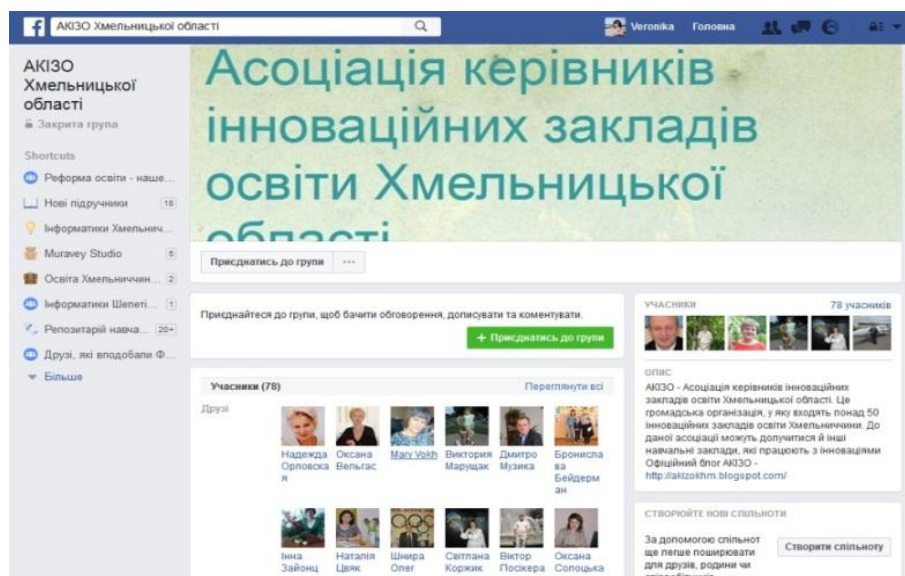 АКІЗО Хмельницької області
Veronika
Головна
АКІЗО
Хмельницької
області
Закрита група
Shortcuts
Реформа освіти - наше...
Нові підручники 18
Інформатики Хмельнич...
Muravey Studio 5
Освіта Хмельниччин... 2
Інформатики Шепеті... 1
Репозитарій навча... 20+
Друзі, які вподобали Ф...
Більше
Асоціація керівників
інноваційних закладів
освіти Хмельницької
області
Приєднатись до групи ...
Приєднайтеся до групи, щоб бачити обговорення, дописувати та коментувати.
+ Приєднатись до групи
Учасники (78) Переглянути всі
Друзі
Надежда
Орловска
я
Оксана
Вельгас
Mary Vokh
Виктория
Марущак
Дмитро
Музика
Бронисла
ва
Бейдерм
ан
Інна
Зайонц
Наталія
Цвяк
Шнира
Олег
Світлана
Коржик
Віктор
Посікера
Оксана
Солоцька
УЧАСНИКИ 78 учасників
ОПИС
АКІЗО - Асоціація керівників інноваційних
закладів освіти Хмельницької області. Це
громадська організація, у яку входять понад 50
інноваційних закладів освіти Хмельниччини. До
даної асоціації можуть долучитися й інші
навчальні заклади, які працюють з інноваціями
Офіційний блог АКІЗО -
http://akizokhm.blogspot.com/
СТВОРЮЙТЕ НОВІ СПІЛЬНОТИ
За допомогою спільнот
ще легше поширювати
для друзів, родини чи
Створити спільноту